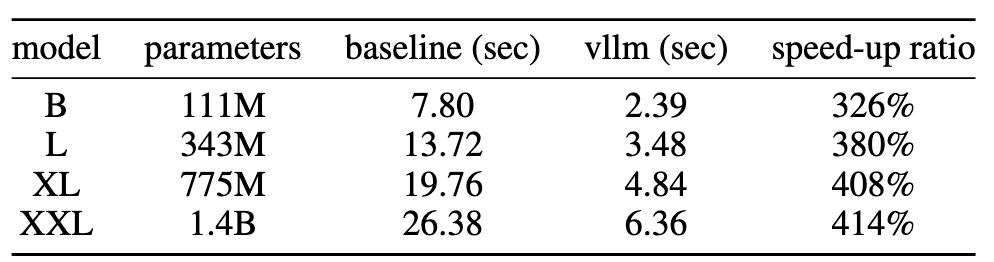 model parameters baseline (sec) vllm (sec) speed-up ratio
B 111M 7.80 2.39 326%
L 343M 13.72 3.48 380%
XL 775M 19.76 4.84 408%
XXL 1.4B 26.38 6.36 414%